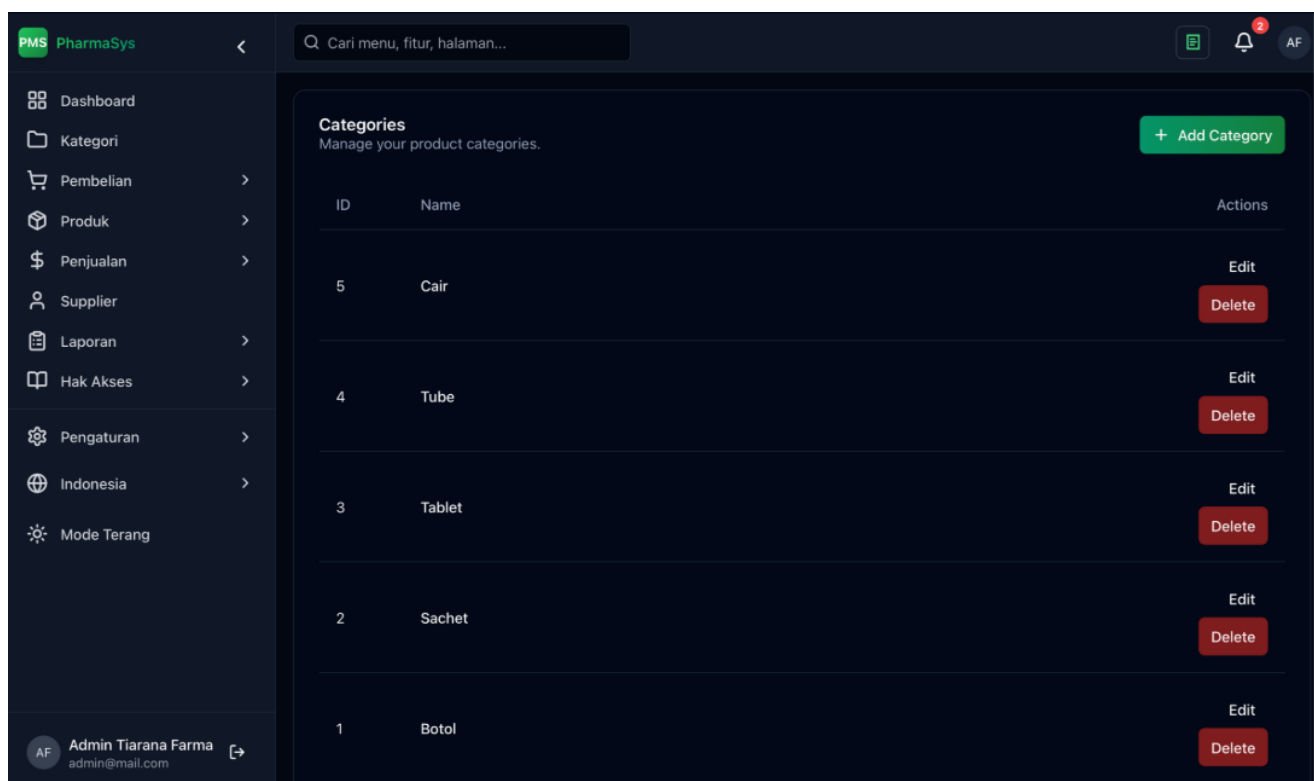 PMS PharmaSys
Cari menu, fitur, halaman...
2
AF
Dashboard
Kategori
Pembelian
Produk
Penjualan
Supplier
Laporan
Hak Akses
Pengaturan
Indonesia
Mode Terang
AF
Admin Tiarana Farma
admin@mail.com
Categories
Manage your product categories.
+ Add Category
ID Name Actions
5 Cair Edit
Delete
4 Tube Edit
Delete
3 Tablet Edit
Delete
2 Sachet Edit
Delete
1 Botol Edit
Delete